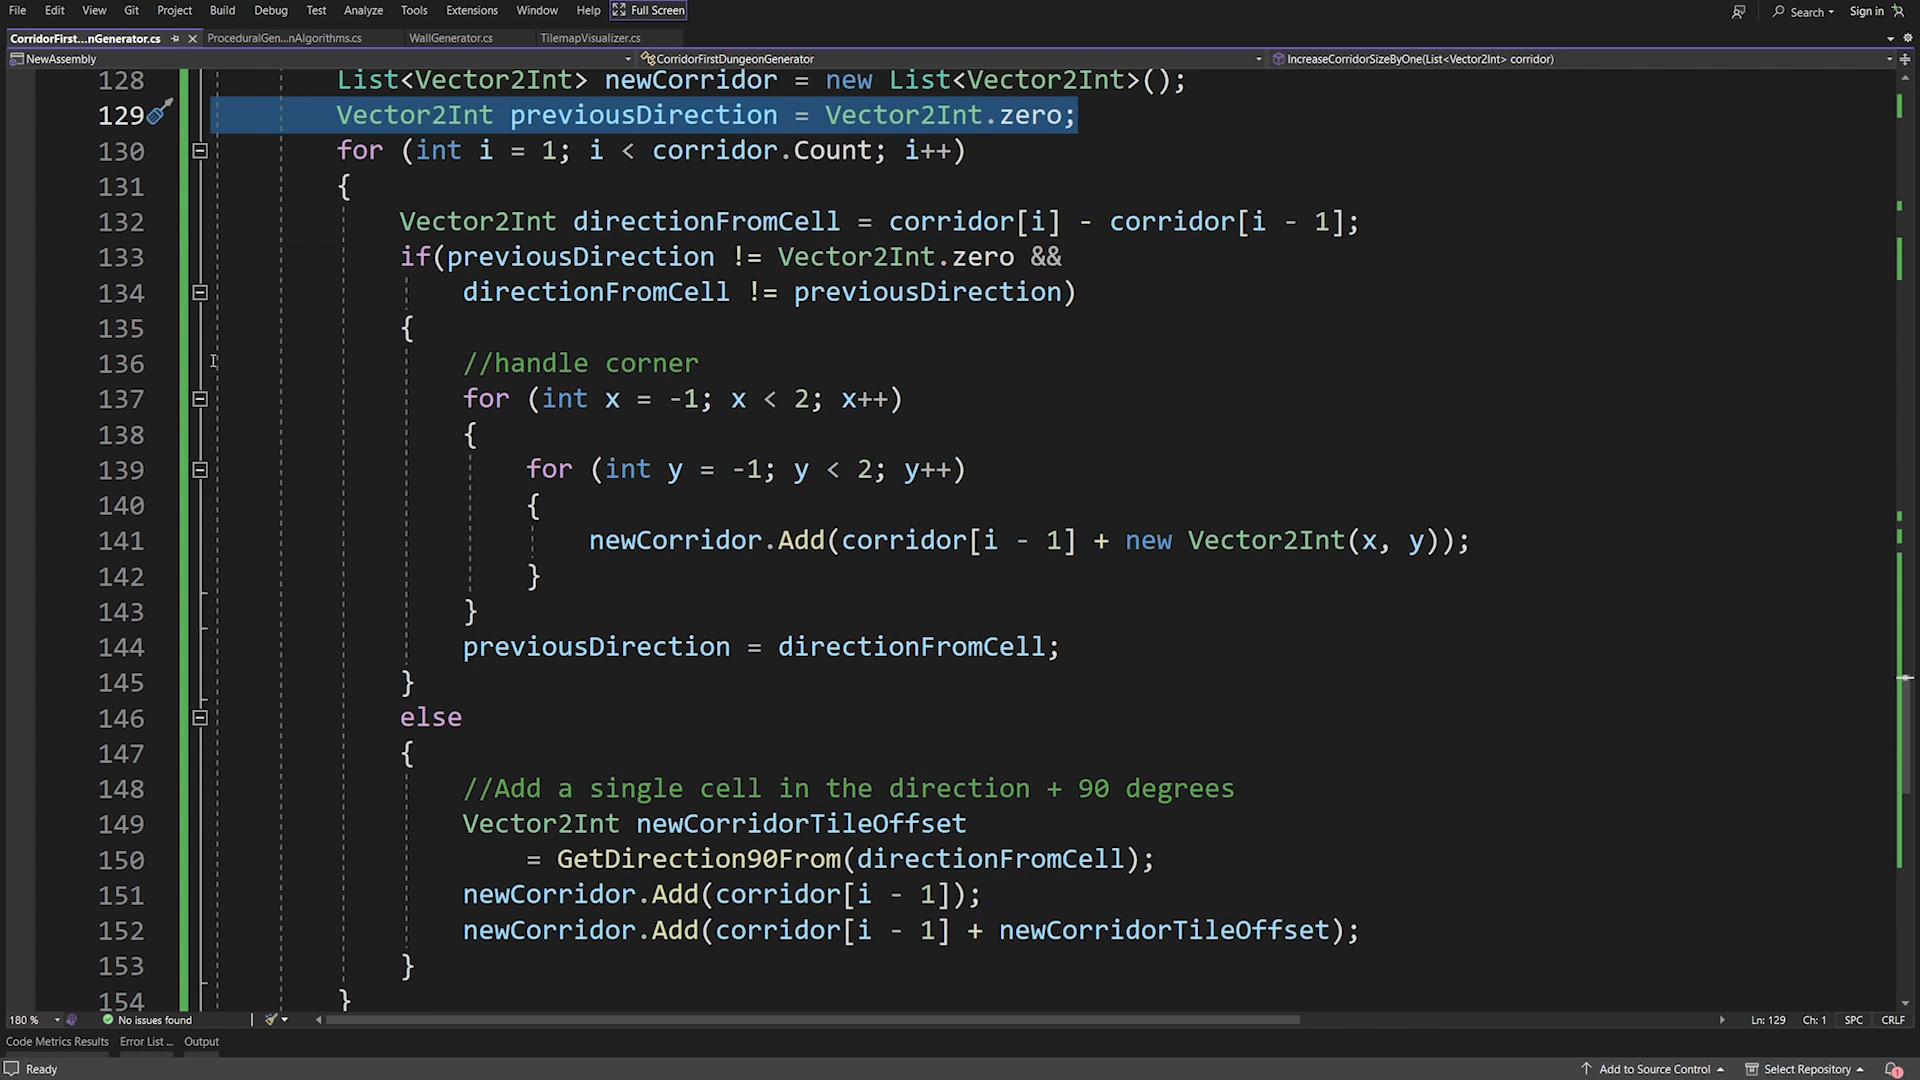 File Edit View Git Project Build Debug Test Analyze Tools Extensions Window Help Full Screen Search Sign in
CorridorFirst...nGenerator.cs ProceduralGen...nAlgorithms.cs WallGenerator.cs TilemapVisualizer.cs
NewAssembly CorridorFirstDungeonGenerator IncreaseCorridorSizeByOne(List<Vector2Int> corridor)
128 List<Vector2Int> newCorridor = new List<Vector2Int>();
129 Vector2Int previousDirection = Vector2Int.zero;
130 for (int i = 1; i < corridor.Count; i++)
131 {
132 Vector2Int directionFromCell = corridor[i] - corridor[i - 1];
133 if(previousDirection != Vector2Int.zero &&
134 directionFromCell != previousDirection)
135 {
136 //handle corner
137 for (int x = -1; x < 2; x++)
138 {
139 for (int y = -1; y < 2; y++)
140 {
141 newCorridor.Add(corridor[i - 1] + new Vector2Int(x, y));
142 }
143 }
144 previousDirection = directionFromCell;
145 }
146 else
147 {
148 //Add a single cell in the direction + 90 degrees
149 Vector2Int newCorridorTileOffset
150 = GetDirection90From(directionFromCell);
151 newCorridor.Add(corridor[i - 1]);
152 newCorridor.Add(corridor[i - 1] + newCorridorTileOffset);
153 }
154 }
180 % No issues found Ln: 129 Ch: 1 SPC CRLF
Code Metrics Results Error List ... Output
Ready Add to Source Control Select Repository 1